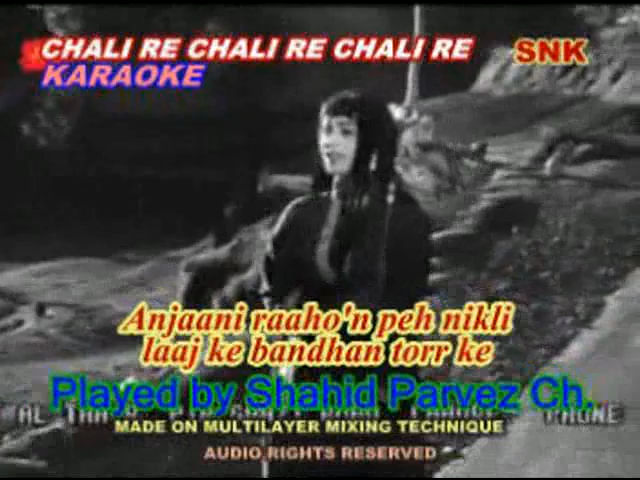 CHALI RE CHALI RE CHALI RE SNK
KARAOKE
Anjaani raaho'n peh nikli
laaj ke bandhan torr ke
Played by Shahid Parvez Ch.
PHONE
MADE ON MULTILAYER MIXING TECHNIQUE
AUDIO RIGHTS RESERVED